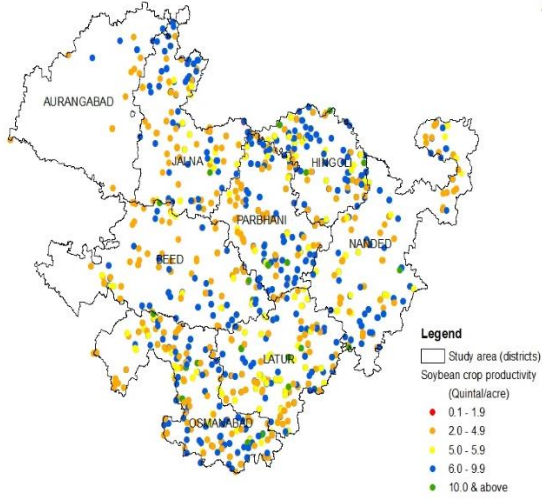 AURANGABAD
JALNA
HINGOLI
PARBHANI
NANDED
BEED
LATUR
OSMANABAD
Legend
Study area (districts)
Soybean crop productivity
(Quintal/acre)
0.1 - 1.9
2.0 - 4.9
5.0 - 5.9
6.0 - 9.9
10.0 & above